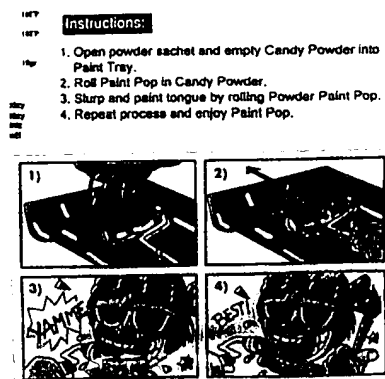 Instructions:
1. Open powder sachet and empty Candy Powder into
Paint Tray.
2. Roll Paint Pop in Candy Powder.
3. Slurp and paint tongue by rolling Powder Paint Pop.
4. Repeat process and enjoy Paint Pop.
1)
2)
3)
4)
BEST!